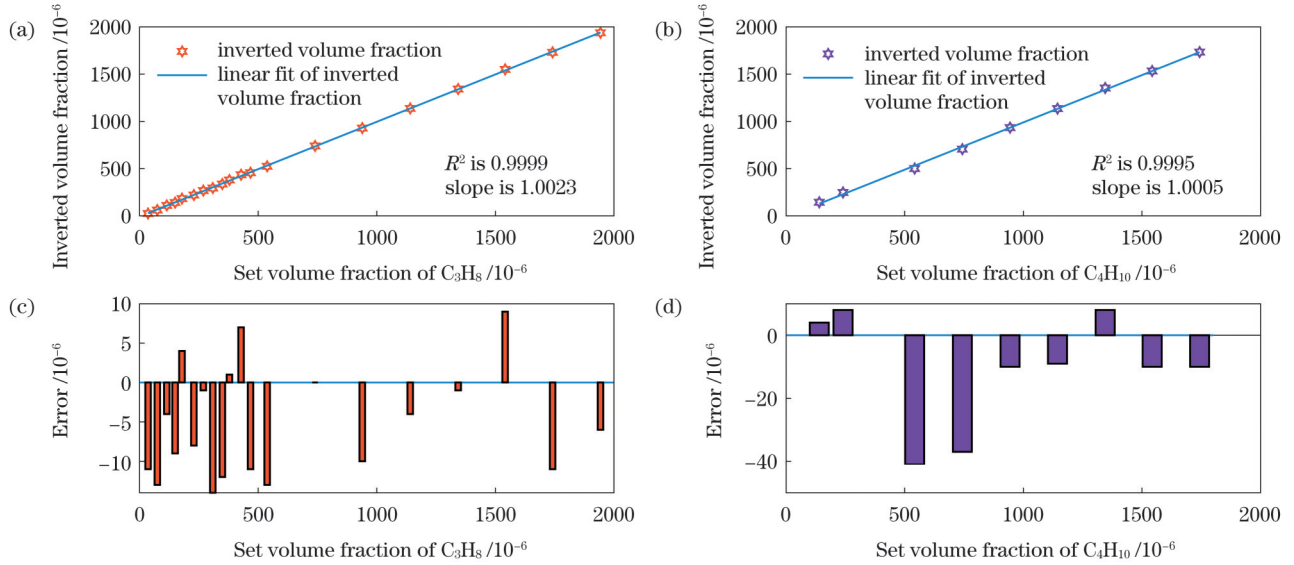 (a)
Inverted volume fraction /10⁻⁶
2000
1500
1000
500
0
inverted volume fraction
linear fit of inverted
volume fraction
R² is 0.9999
slope is 1.0023
0 500 1000 1500 2000
Set volume fraction of C₃H₈ /10⁻⁶
(b)
Inverted volume fraction /10⁻⁶
2000
1500
1000
500
0
inverted volume fraction
linear fit of inverted
volume fraction
R² is 0.9995
slope is 1.0005
0 500 1000 1500 2000
Set volume fraction of C₄H₁₀ /10⁻⁶
(c)
Error /10⁻⁶
10
5
0
−5
−10
0 500 1000 1500 2000
Set volume fraction of C₃H₈ /10⁻⁶
(d)
Error /10⁻⁶
0
−20
−40
0 500 1000 1500 2000
Set volume fraction of C₄H₁₀ /10⁻⁶